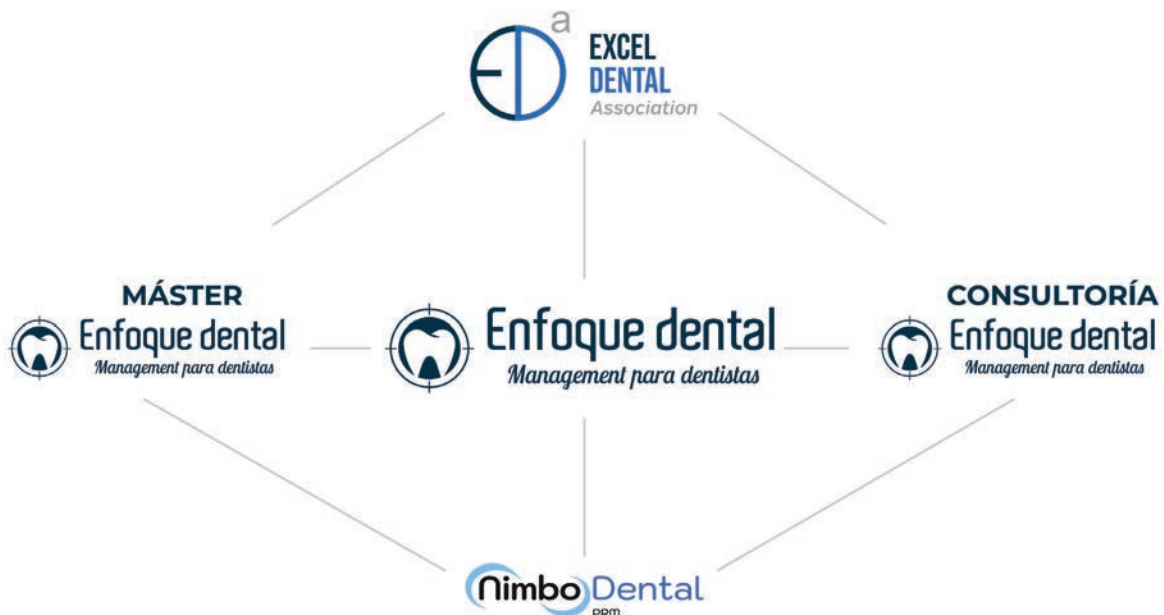 a
EXCEL
DENTAL
Association
MÁSTER
Enfoque dental
Management para dentistas
Enfoque dental
Management para dentistas
CONSULTORÍA
Enfoque dental
Management para dentistas
Nimbo Dental
PRM